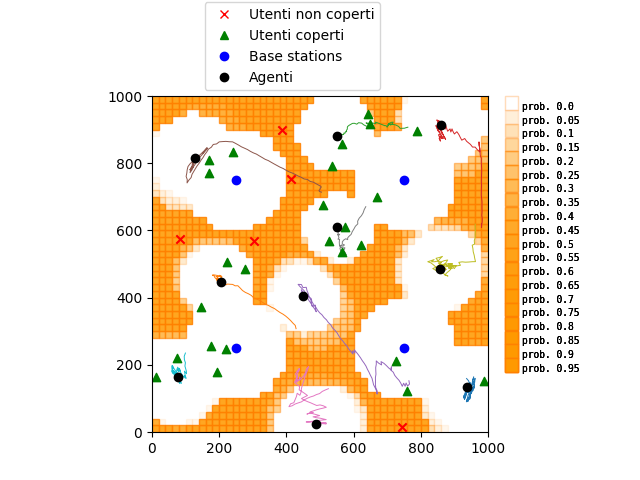 Utenti non coperti
Utenti coperti
Base stations
Agenti
1000
800
600
400
200
0
0
200
400
600
800
1000
prob. 0.0
prob. 0.05
prob. 0.1
prob. 0.15
prob. 0.2
prob. 0.25
prob. 0.3
prob. 0.35
prob. 0.4
prob. 0.45
prob. 0.5
prob. 0.55
prob. 0.6
prob. 0.65
prob. 0.7
prob. 0.75
prob. 0.8
prob. 0.85
prob. 0.9
prob. 0.95